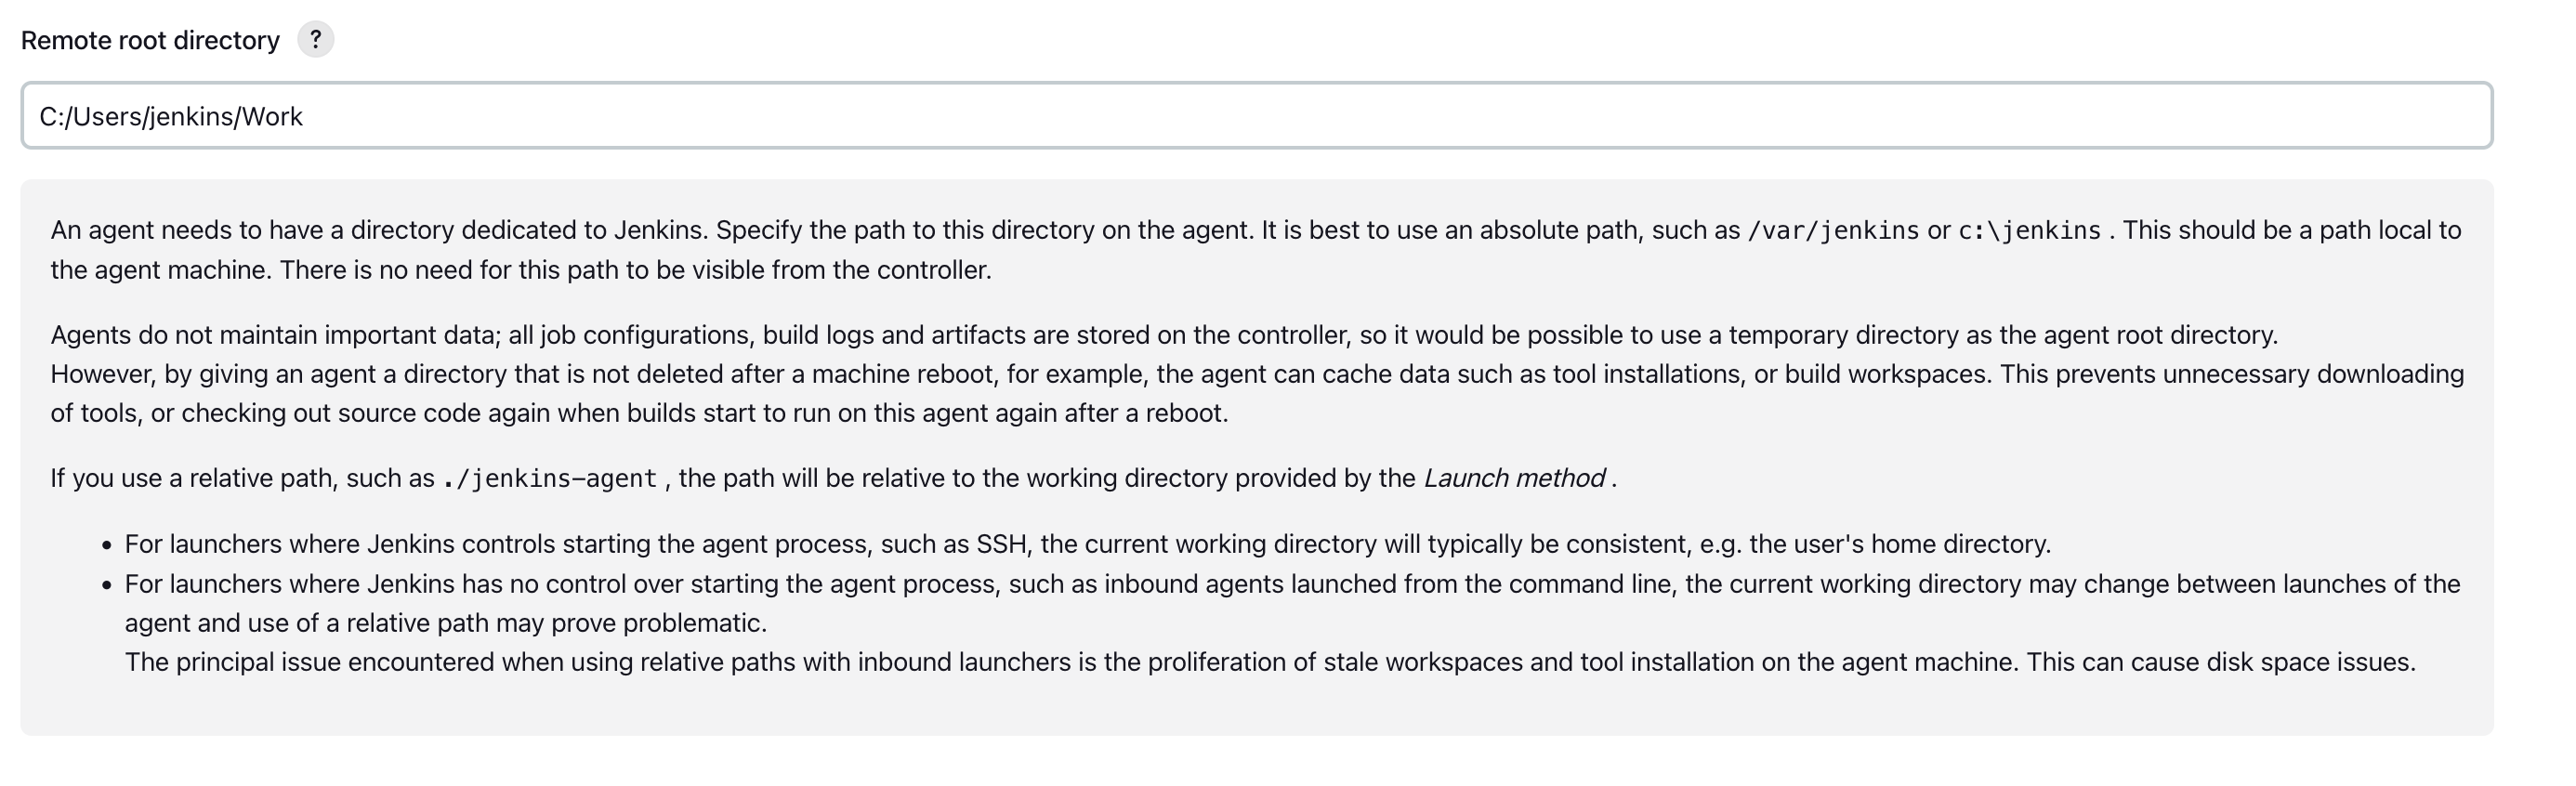 Remote root directory ?
C:/Users/jenkins/Work
An agent needs to have a directory dedicated to Jenkins. Specify the path to this directory on the agent. It is best to use an absolute path, such as /var/jenkins or c:\jenkins . This should be a path local to
the agent machine. There is no need for this path to be visible from the controller.
Agents do not maintain important data; all job configurations, build logs and artifacts are stored on the controller, so it would be possible to use a temporary directory as the agent root directory.
However, by giving an agent a directory that is not deleted after a machine reboot, for example, the agent can cache data such as tool installations, or build workspaces. This prevents unnecessary downloading
of tools, or checking out source code again when builds start to run on this agent again after a reboot.
If you use a relative path, such as ./jenkins-agent , the path will be relative to the working directory provided by the Launch method .
• For launchers where Jenkins controls starting the agent process, such as SSH, the current working directory will typically be consistent, e.g. the user's home directory.
• For launchers where Jenkins has no control over starting the agent process, such as inbound agents launched from the command line, the current working directory may change between launches of the
agent and use of a relative path may prove problematic.
The principal issue encountered when using relative paths with inbound launchers is the proliferation of stale workspaces and tool installation on the agent machine. This can cause disk space issues.